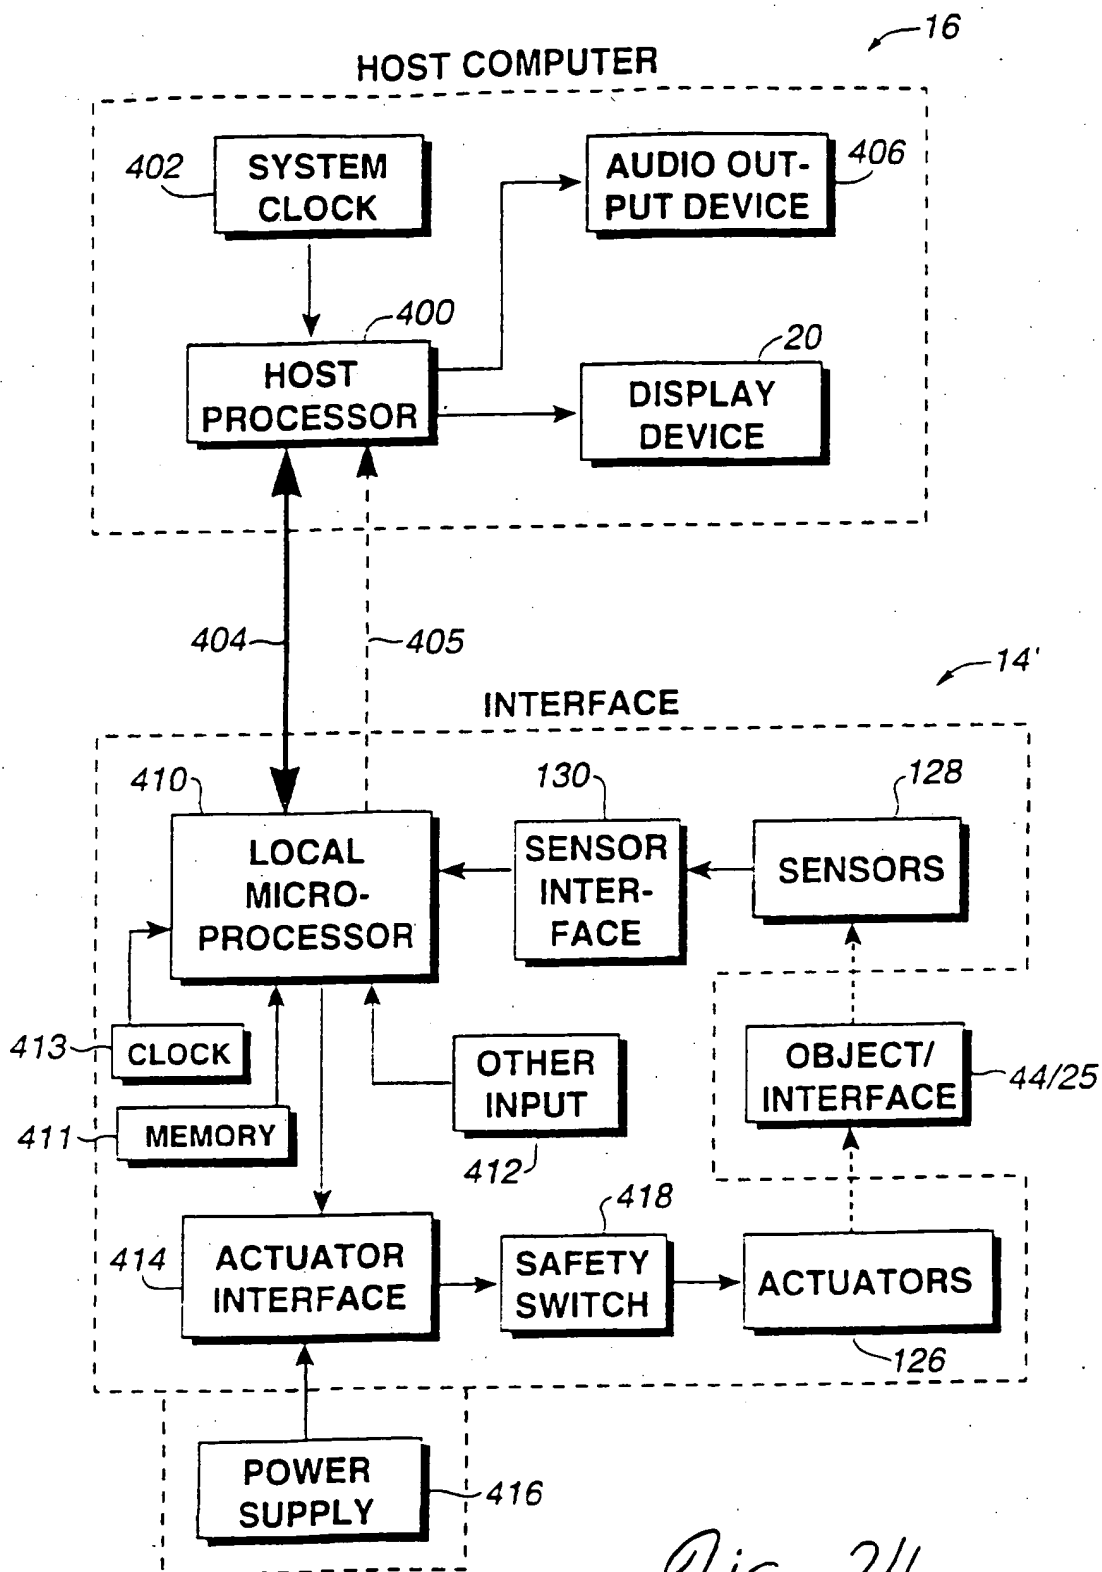 16
HOST COMPUTER
402
SYSTEM
CLOCK
AUDIO OUT-
PUT DEVICE
406
400
HOST
PROCESSOR
20
DISPLAY
DEVICE
404
405
14'
INTERFACE
410
LOCAL
MICRO-
PROCESSOR
130
SENSOR
INTER-
FACE
128
SENSORS
413
CLOCK
411
MEMORY
OTHER
INPUT
412
OBJECT/
INTERFACE
44/25
414
ACTUATOR
INTERFACE
418
SAFETY
SWITCH
ACTUATORS
126
POWER
SUPPLY
416
Fig. 24